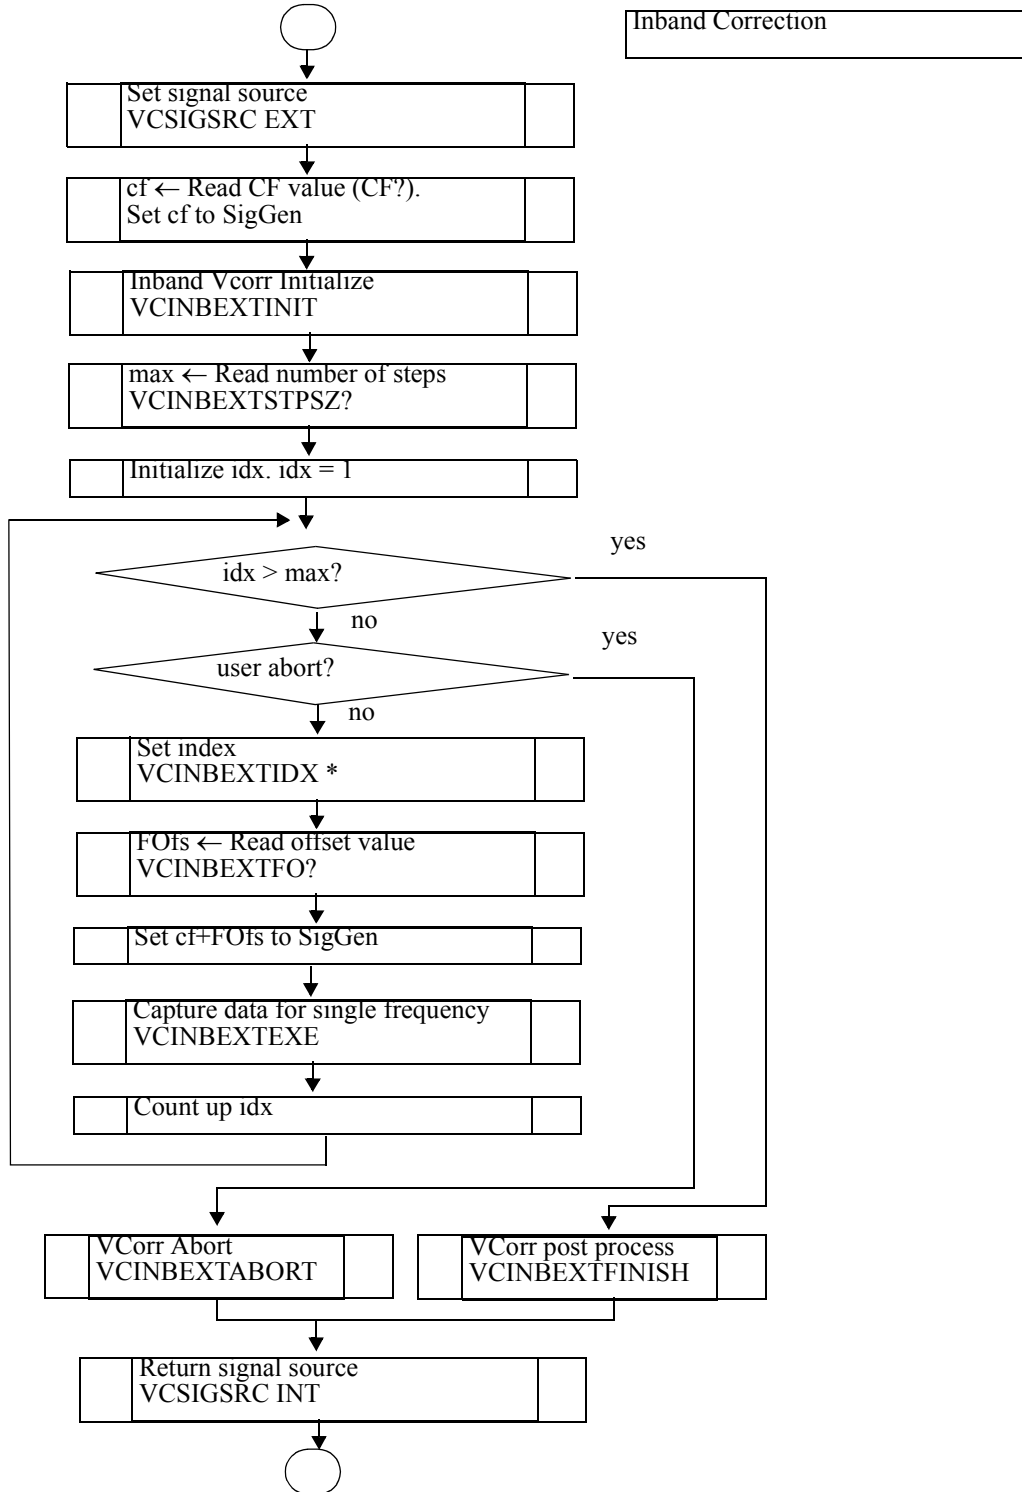 Inband Correction
Set signal source
VCSIGSRC EXT
cf ← Read CF value (CF?).
Set cf to SigGen
Inband Vcorr Initialize
VCINBEXTINIT
max ← Read number of steps
VCINBEXTSTPSZ?
Initialize idx. idx = 1
yes
idx > max?
no
yes
user abort?
no
Set index
VCINBEXTIDX *
FOfs ← Read offset value
VCINBEXTFO?
Set cf+FOfs to SigGen
Capture data for single frequency
VCINBEXTEXE
Count up idx
VCorr Abort
VCINBEXTABORT
VCorr post process
VCINBEXTFINISH
Return signal source
VCSIGSRC INT